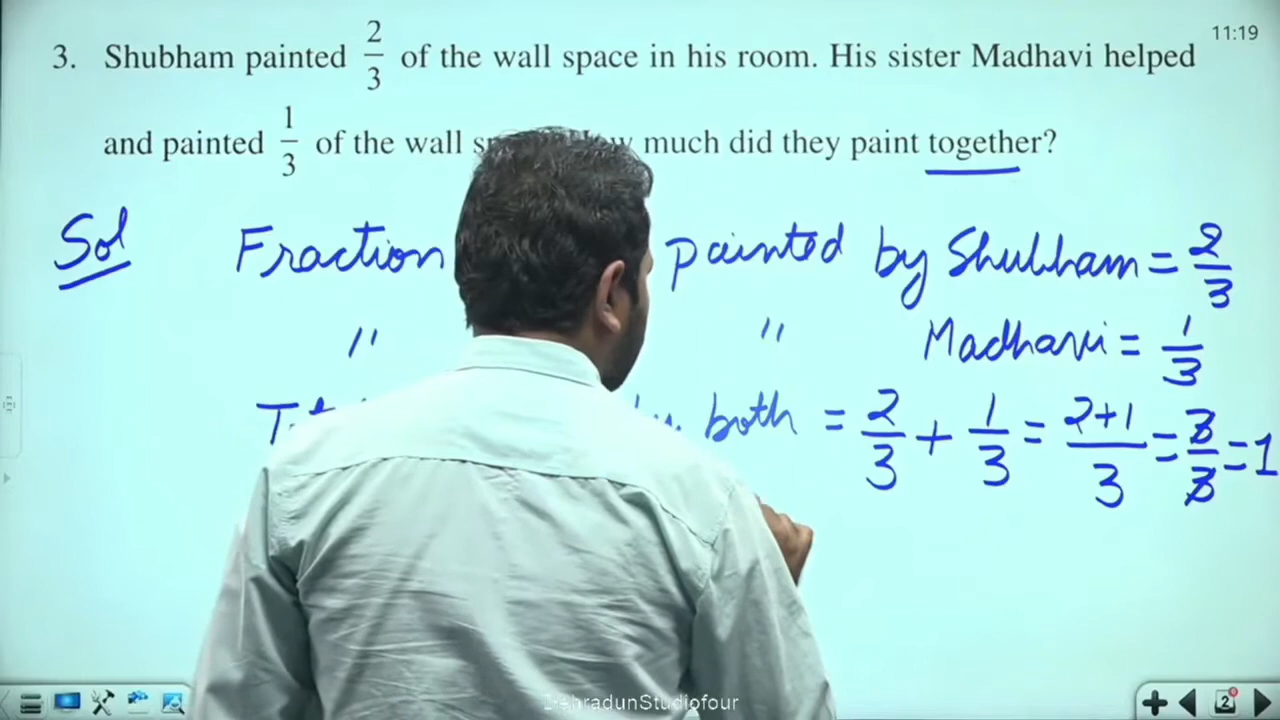 11:19
3. Shubham painted 2/3 of the wall space in his room. His sister Madhavi helped
and painted 1/3 of the wall much did they paint together?
Sol Fraction painted by Shubham = 2/3
" " Madhavi = 1/3
both = 2/3 + 1/3 = 2+1/3 = 3/3 = 1
2